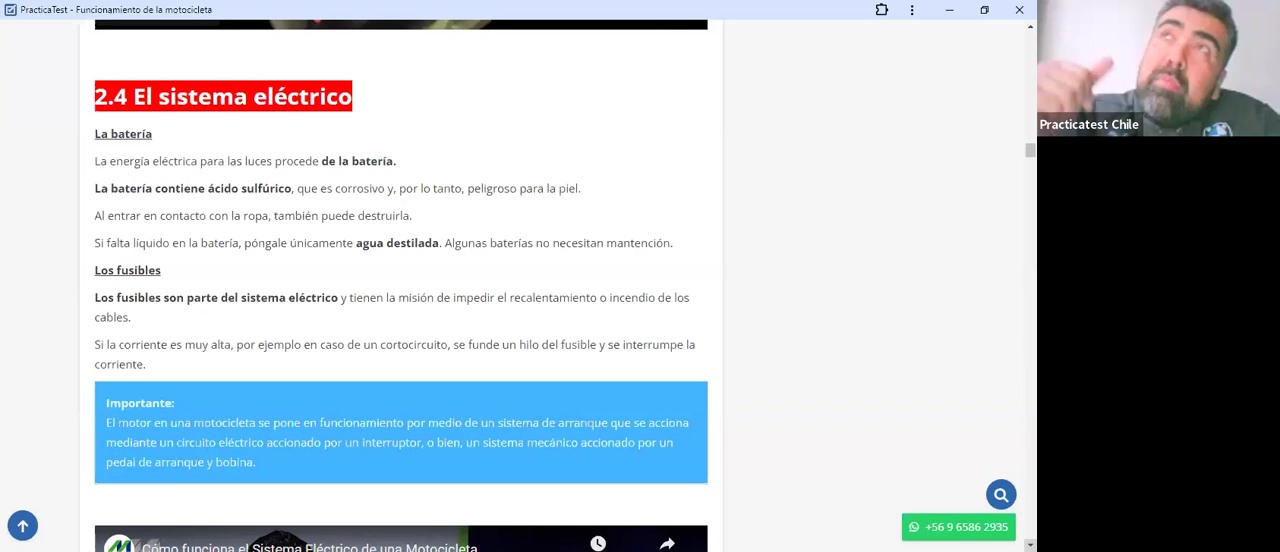 PracticaTest - Funcionamiento de la motocicleta
2.4 El sistema eléctrico
La batería
La energía eléctrica para las luces procede de la batería.
La batería contiene ácido sulfúrico, que es corrosivo y, por lo tanto, peligroso para la piel.
Al entrar en contacto con la ropa, también puede destruirla.
Si falta líquido en la batería, póngale únicamente agua destilada. Algunas baterías no necesitan mantención.
Los fusibles
Los fusibles son parte del sistema eléctrico y tienen la misión de impedir el recalentamiento o incendio de los
cables.
Si la corriente es muy alta, por ejemplo en caso de un cortocircuito, se funde un hilo del fusible y se interrumpe la
corriente.
Importante:
El motor en una motocicleta se pone en funcionamiento por medio de un sistema de arranque que se acciona
mediante un circuito eléctrico accionado por un interruptor, o bien, un sistema mecánico accionado por un
pedal de arranque y bobina.
Cómo funciona el Sistema Eléctrico de una Motocicleta
+56 9 6586 2935
Practicatest Chile